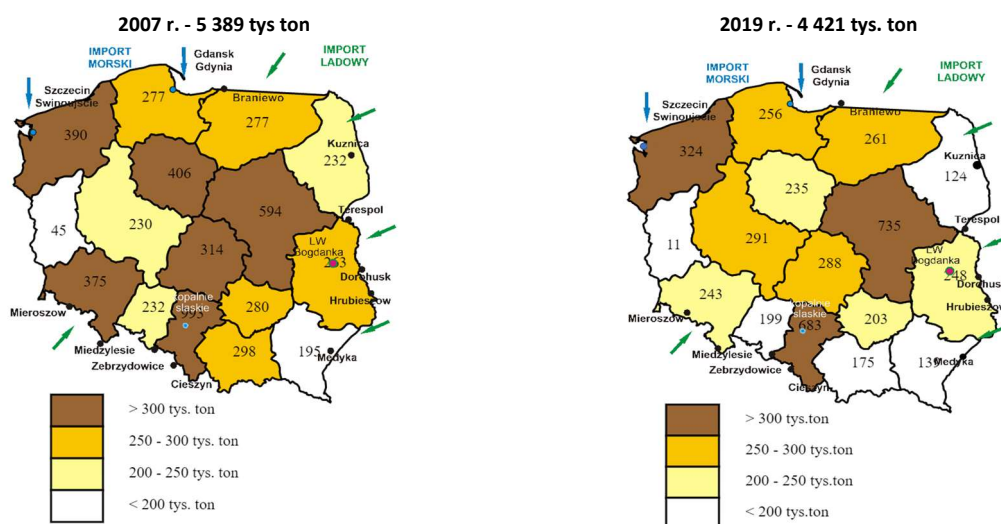 2007 r. - 5 389 tys ton
IMPORT
MORSKI
Gdansk
Gdynia
IMPORT
LADOWY
Szczecin
Swinoujscie
Braniewo
277
277
390
Kuznica
232
406
594
Terespol
230
45
314
LW
Bogdanka
Dorohusk
375
kopalnie
slaskie
280
Hrubieszow
232
Mieroszow
298
195
Medyka
Miedzylesie
Zebrzydowice
Cieszyn
> 300 tys. ton
250 - 300 tys. ton
200 - 250 tys. ton
< 200 tys. ton
2019 r. - 4 421 tys. ton
IMPORT
MORSKI
Gdansk
Gdynia
IMPORT
LADOWY
Szczecin
Swinoujscie
Braniewo
256
261
324
Kuznica
124
235
735
Terespol
11
291
288
LW
Bogdanka
248
Dorohusk
243
kopalnie
slaskie
Hrubieszow
199
683
203
Mieroszow
175
Medyka
Miedzylesie
Zebrzydowice
Cieszyn
> 300 tys.ton
250 - 300 tys.ton
200 - 250 tys.ton
< 200 tys.ton